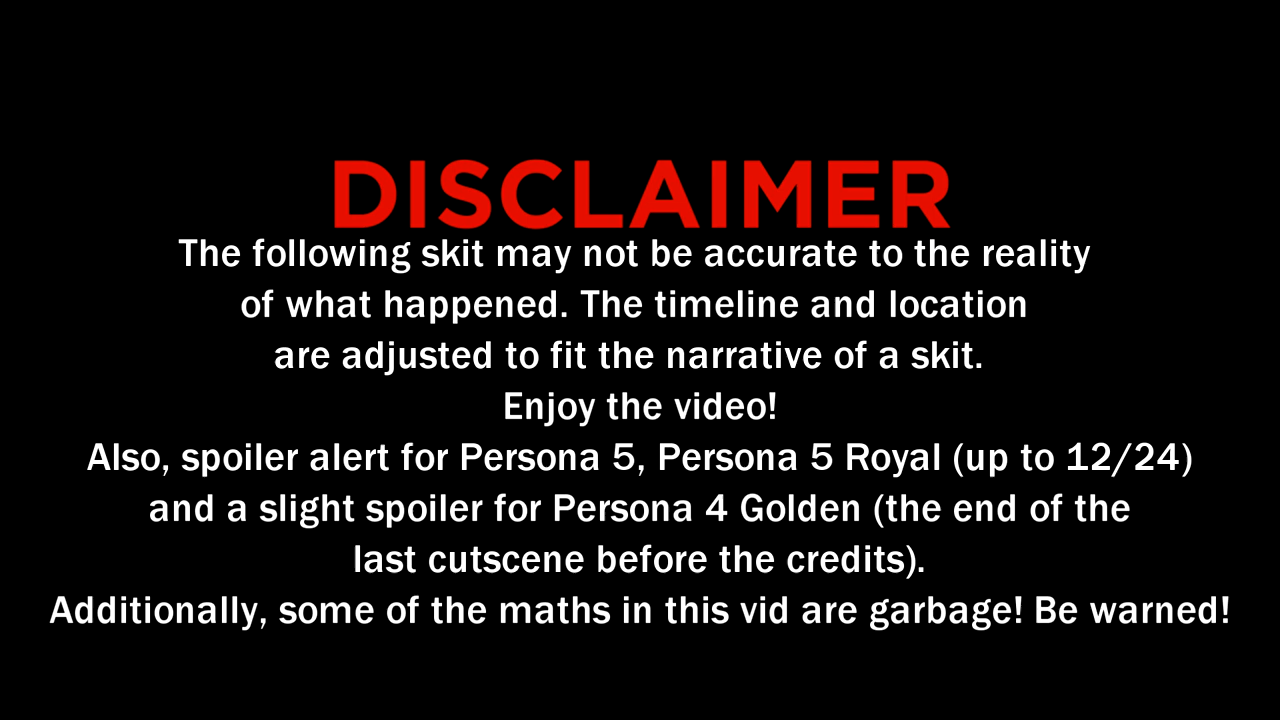 DISCLAIMER
The following skit may not be accurate to the reality
of what happened. The timeline and location
are adjusted to fit the narrative of a skit.
Enjoy the video!
Also, spoiler alert for Persona 5, Persona 5 Royal (up to 12/24)
and a slight spoiler for Persona 4 Golden (the end of the
last cutscene before the credits).
Additionally, some of the maths in this vid are garbage! Be warned!